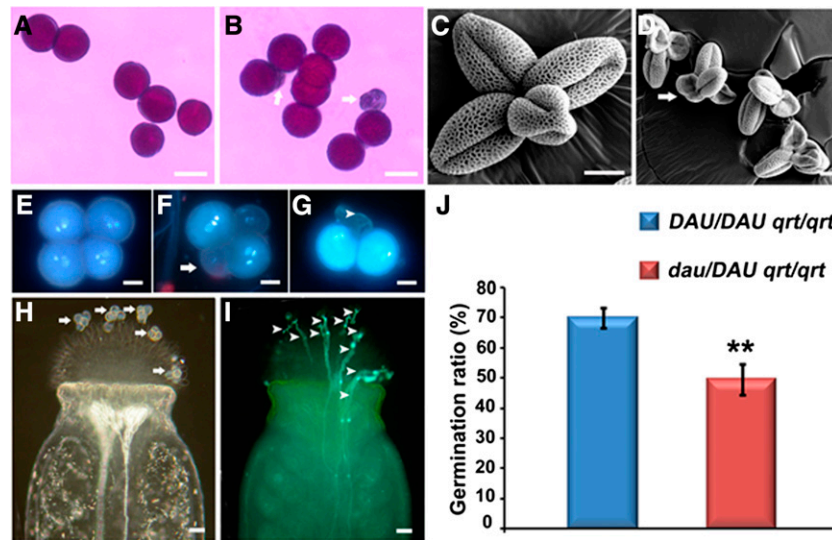 A
B
C
D
E
F
G
J
DAU/DAU qrt/qrt
dau/DAU qrt/qrt
H
I
Germination ratio (%)
80
70
60
50
40
30
20
10
0
**